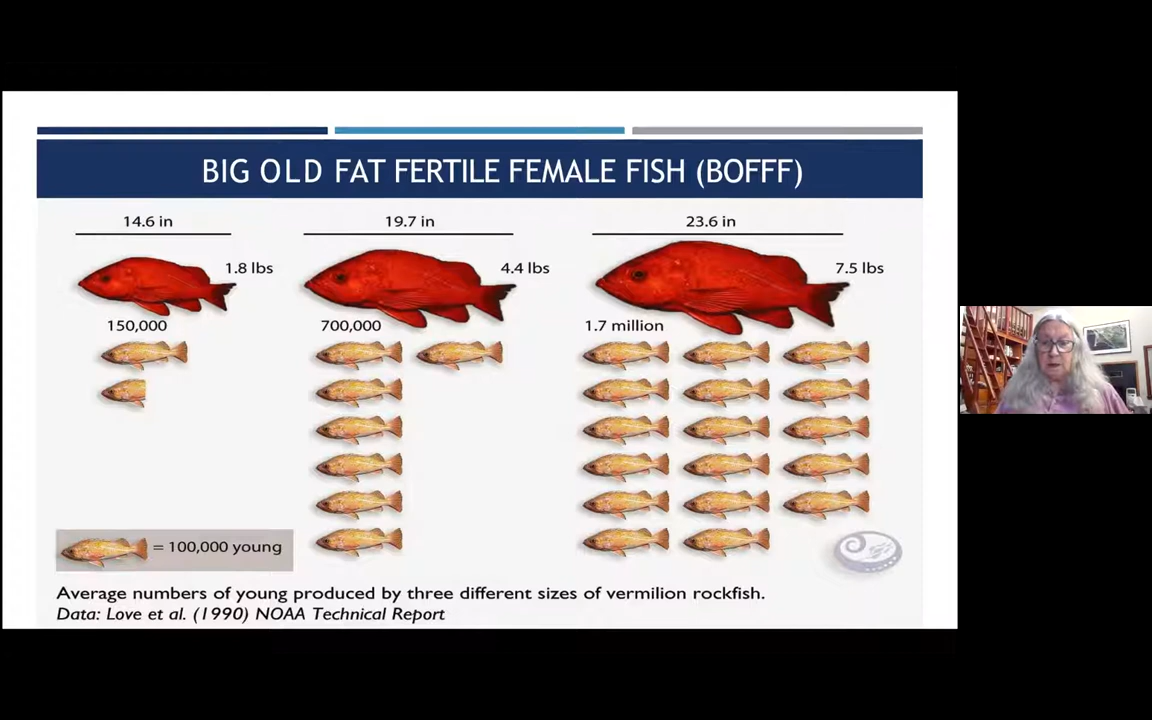 BIG OLD FAT FERTILE FEMALE FISH (BOFFF)
14.6 in
19.7 in
23.6 in
1.8 lbs
4.4 lbs
7.5 lbs
150,000
700,000
1.7 million
= 100,000 young
Average numbers of young produced by three different sizes of vermilion rockfish.
Data: Love et al. (1990) NOAA Technical Report